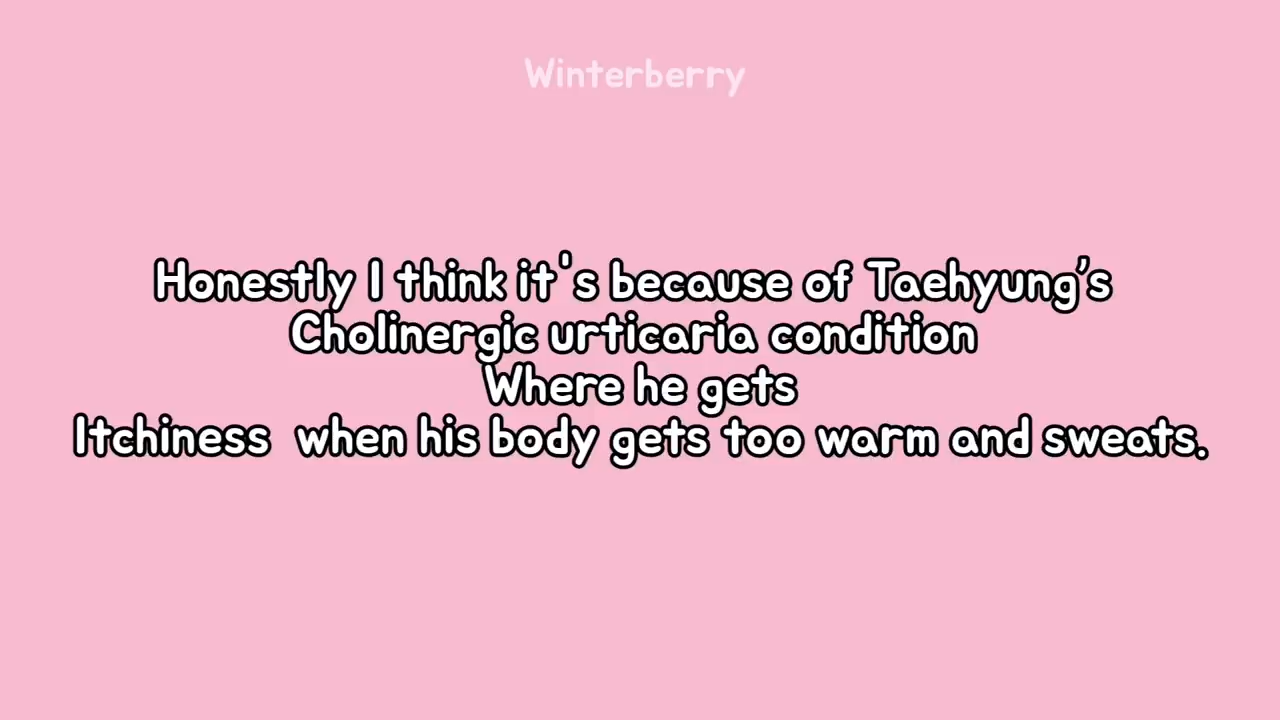 Winterberry
Honestly I think it's because of Taehyung’s
Cholinergic urticaria condition
Where he gets
Itchiness  when his body gets too warm and sweats.